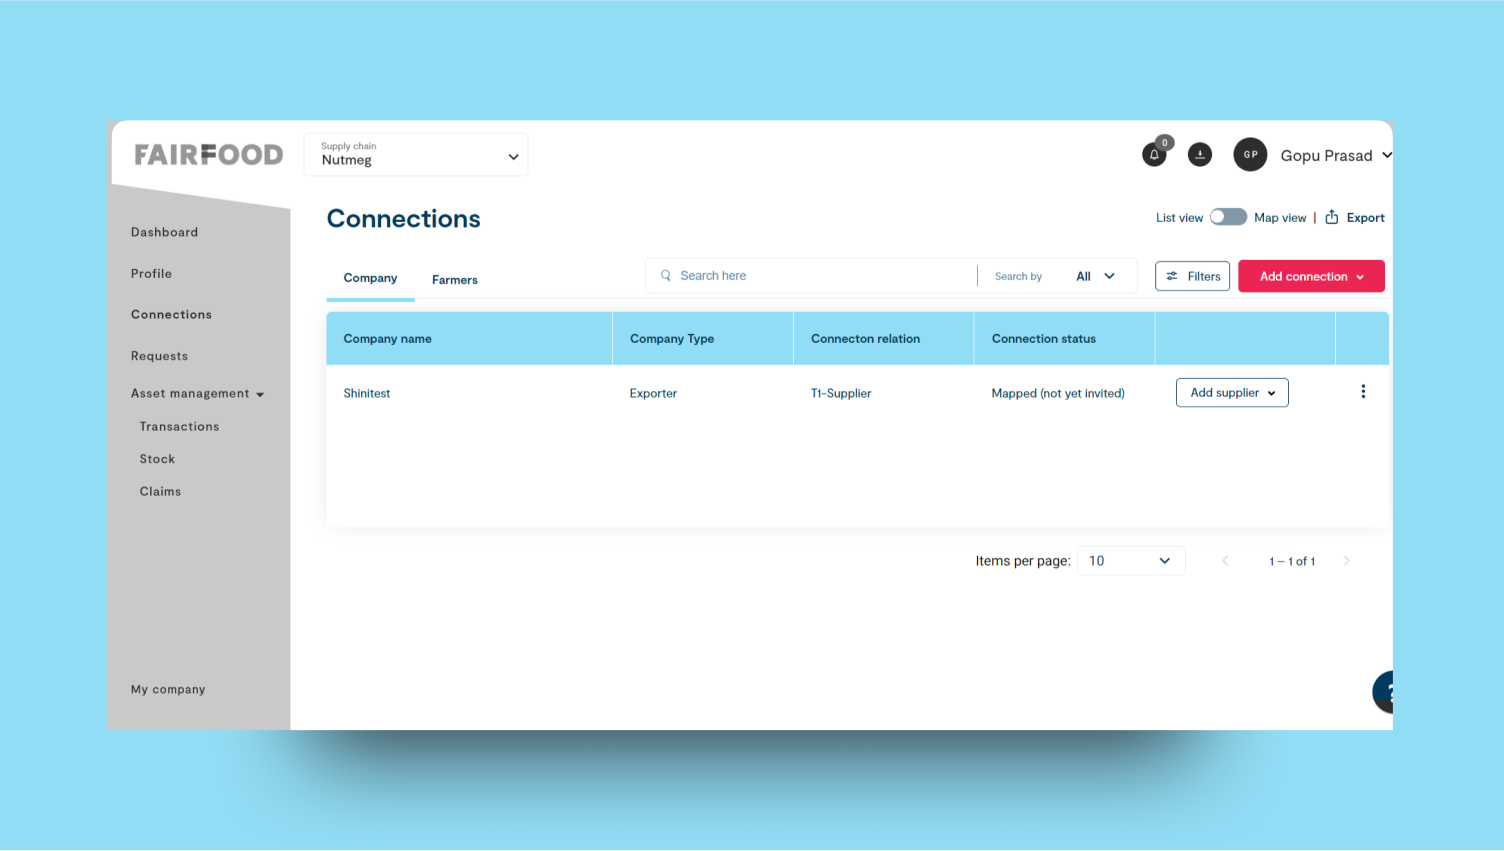 FAIRFOOD
Supply chain
Nutmeg
0
GP
Gopu Prasad
Dashboard
Profile
Connections
Requests
Asset management
Transactions
Stock
Claims
My company
Connections
List view
Map view | Export
Company
Farmers
Search here
Search by
All
Filters
Add connection
Company name
Company Type
Connecton relation
Connection status
Shinitest
Exporter
T1-Supplier
Mapped (not yet invited)
Add supplier
Items per page: 10
1 – 1 of 1
?